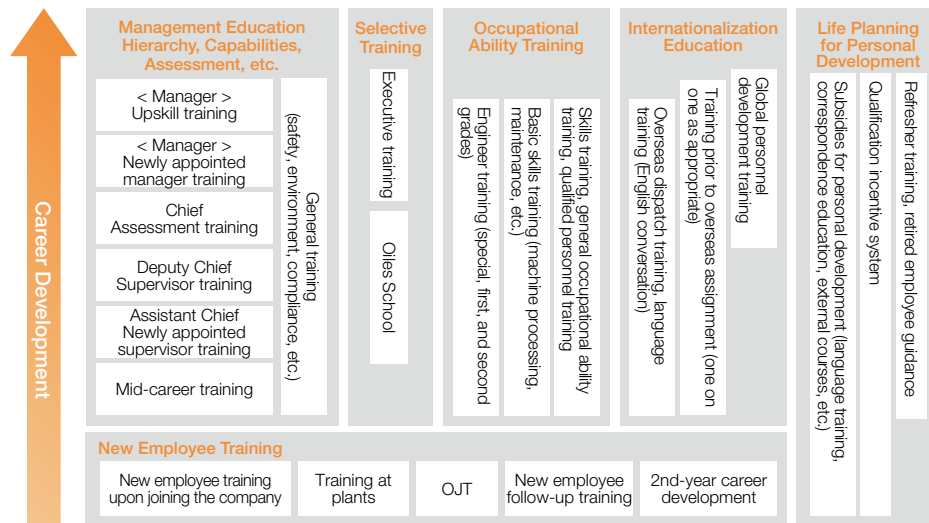 Career Development
Management Education
Hierarchy, Capabilities,
Assessment, etc.
< Manager >
Upskill training
< Manager >
Newly appointed
manager training
Chief
Assessment training
Deputy Chief
Supervisor training
Assistant Chief
Newly appointed
supervisor training
Mid-career training
General training
(safety, environment, compliance, etc.)
Selective
Training
Executive training
Oiles School
Occupational
Ability Training
Engineer training (special, first, and second
grades)
Basic skills training (machine processing,
maintenance, etc.)
Skills training, general occupational ability
training, qualified personnel training
Internationalization
Education
Overseas dispatch training, language
training (English conversation)
Training prior to overseas assignment (one on
one as appropriate)
Global personnel
development training
Life Planning
for Personal
Development
Subsidies for personal development (language training,
correspondence education, external courses, etc.)
Qualification incentive system
Refresher training, retired employee guidance
New Employee Training
New employee training
upon joining the company
Training at
plants
OJT
New employee
follow-up training
2nd-year career
development